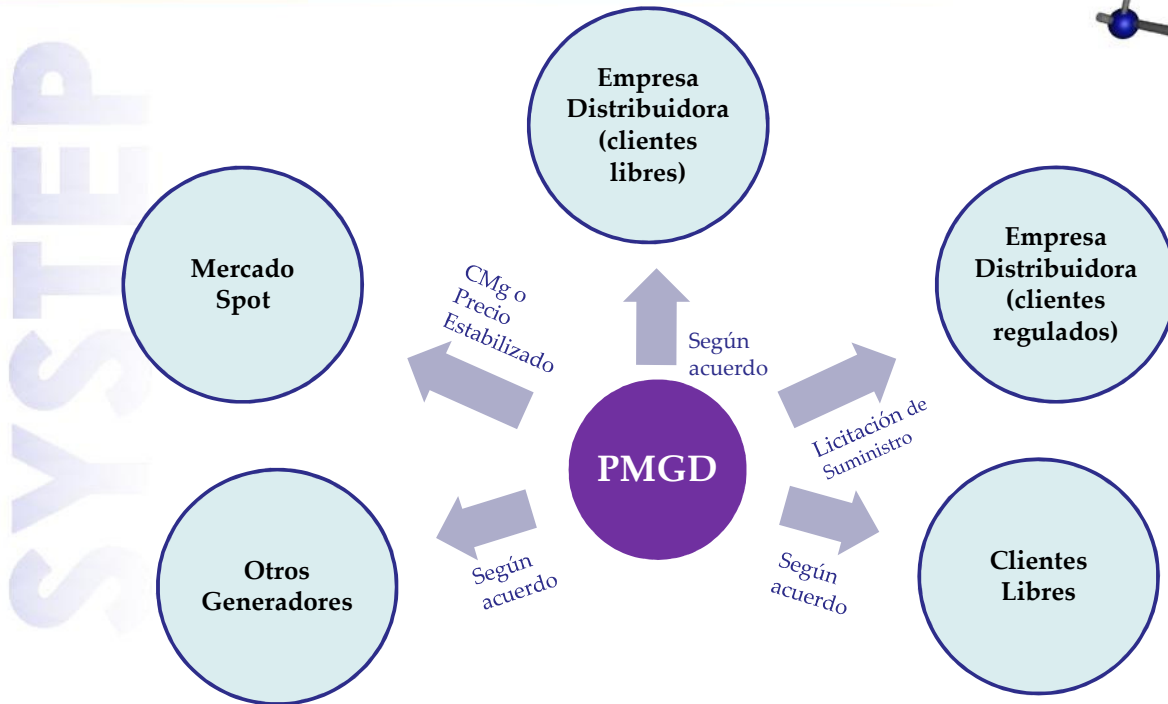 SYSTEP
Empresa
Distribuidora
(clientes
libres)
Mercado
Spot
CMg o
Precio
Estabilizado
Según
acuerdo
Empresa
Distribuidora
(clientes
regulados)
Licitación de
Suministro
PMGD
Otros
Generadores
Según
acuerdo
Según
acuerdo
Clientes
Libres